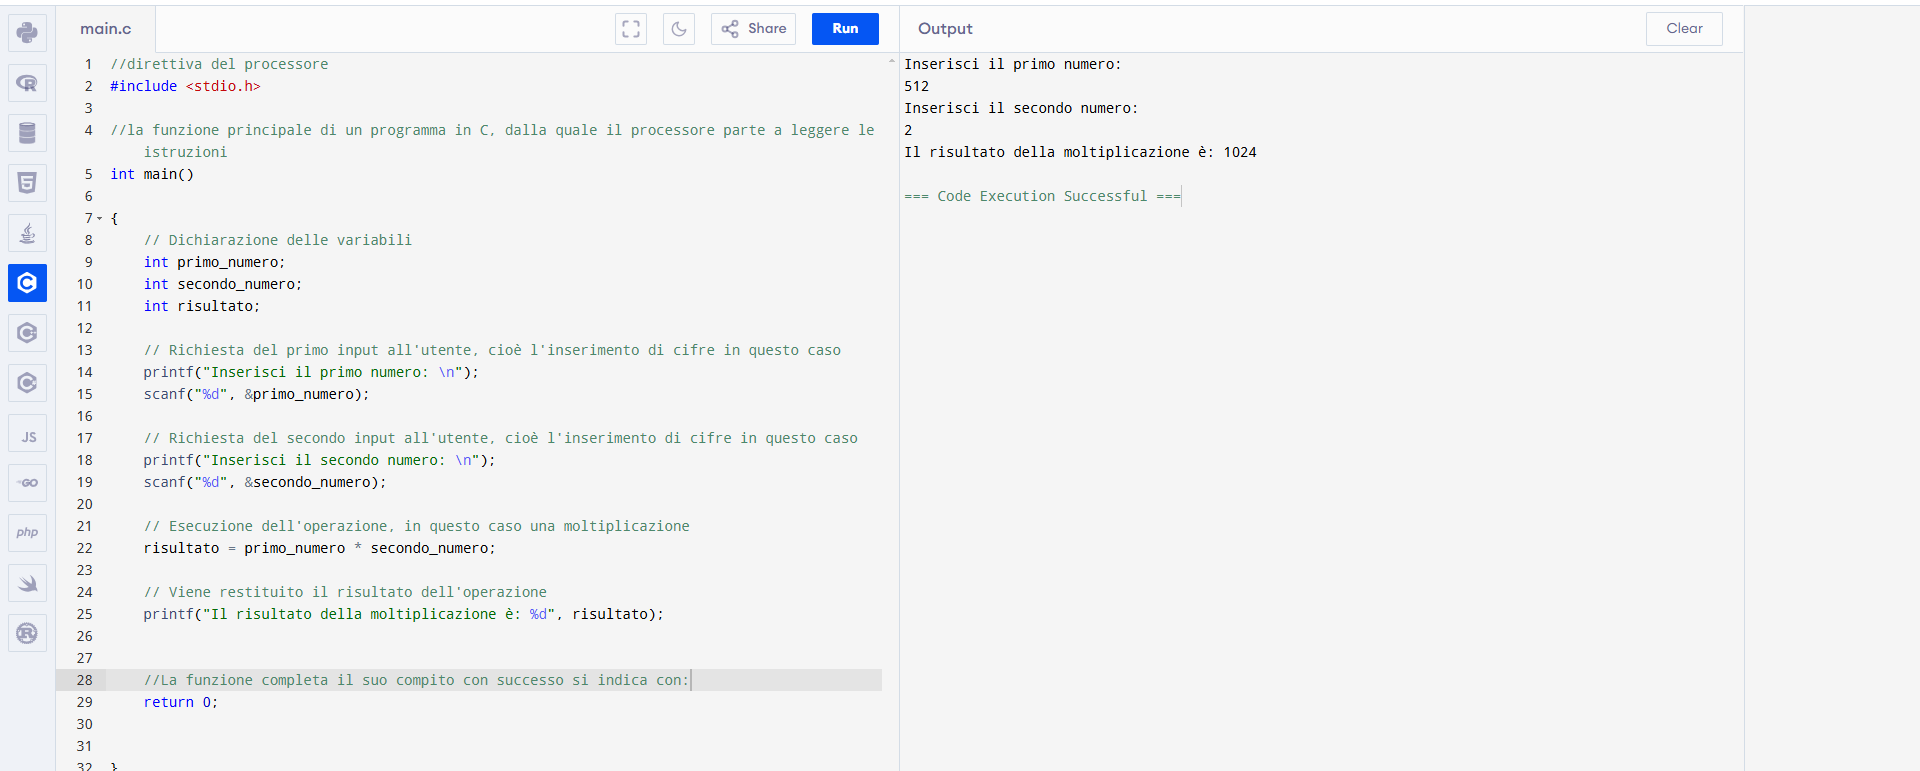 main.c
Share
Run
Output
Clear
1 //direttiva del processore
2 #include <stdio.h>
3
4 //la funzione principale di un programma in C, dalla quale il processore parte a leggere le
istruzioni
5 int main()
6
7 {
8 // Dichiarazione delle variabili
9 int primo_numero;
10 int secondo_numero;
11 int risultato;
12
13 // Richiesta del primo input all'utente, cioè l'inserimento di cifre in questo caso
14 printf("Inserisci il primo numero: \n");
15 scanf("%d", &primo_numero);
16
17 // Richiesta del secondo input all'utente, cioè l'inserimento di cifre in questo caso
18 printf("Inserisci il secondo numero: \n");
19 scanf("%d", &secondo_numero);
20
21 // Esecuzione dell'operazione, in questo caso una moltiplicazione
22 risultato = primo_numero * secondo_numero;
23
24 // Viene restituito il risultato dell'operazione
25 printf("Il risultato della moltiplicazione è: %d", risultato);
26
27
28 //La funzione completa il suo compito con successo si indica con:
29 return 0;
30
31
32 }
Inserisci il primo numero:
512
Inserisci il secondo numero:
2
Il risultato della moltiplicazione è: 1024
=== Code Execution Successful ===
JS
GO
php